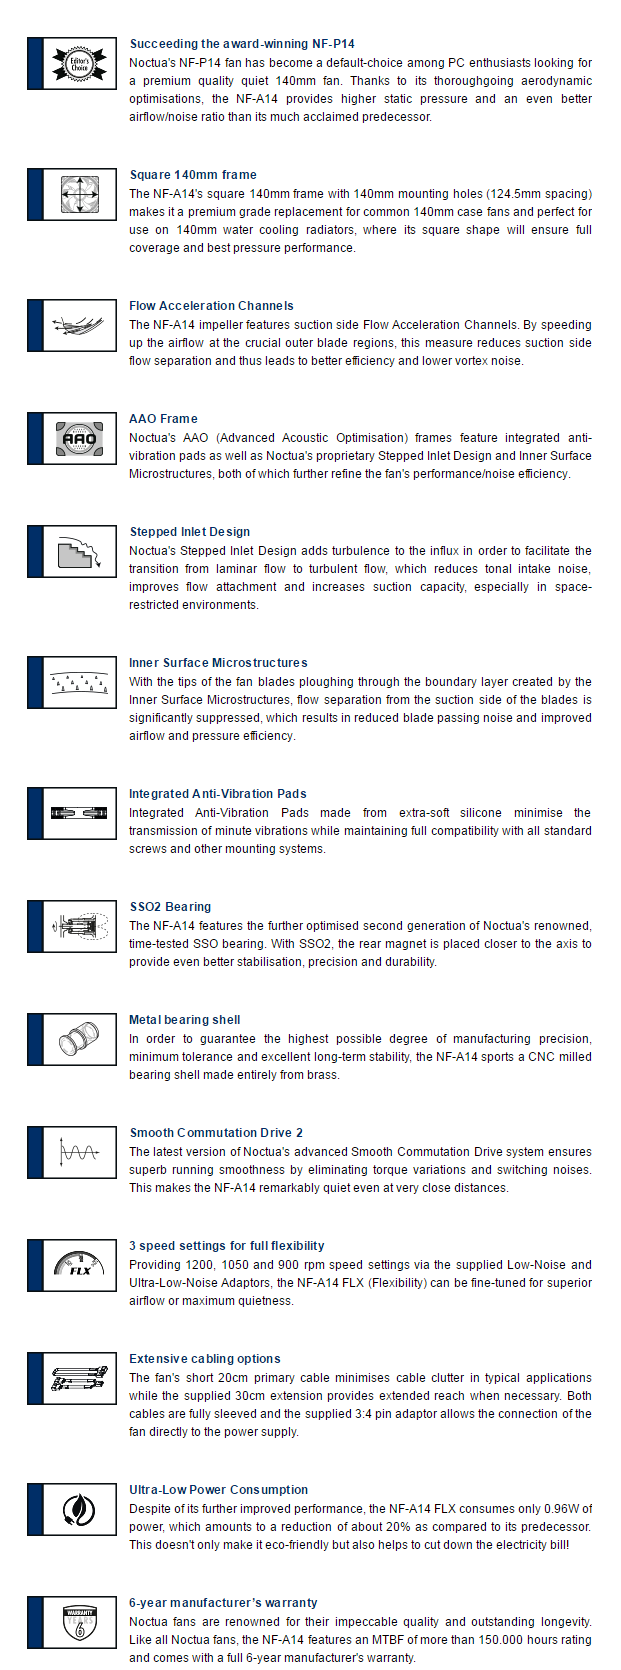 Editor's
Choice
Succeeding the award-winning NF-P14
Noctua's NF-P14 fan has become a default-choice among PC enthusiasts looking for
a premium quality quiet 140mm fan. Thanks to its thoroughgoing aerodynamic
optimisations, the NF-A14 provides higher static pressure and an even better
airflow/noise ratio than its much acclaimed predecessor.
Square 140mm frame
The NF-A14's square 140mm frame with 140mm mounting holes (124.5mm spacing)
makes it a premium grade replacement for common 140mm case fans and perfect for
use on 140mm water cooling radiators, where its square shape will ensure full
coverage and best pressure performance.
Flow Acceleration Channels
The NF-A14 impeller features suction side Flow Acceleration Channels. By speeding
up the airflow at the crucial outer blade regions, this measure reduces suction side
flow separation and thus leads to better efficiency and lower vortex noise.
AAO
AAO Frame
Noctua's AAO (Advanced Acoustic Optimisation) frames feature integrated anti-
vibration pads as well as Noctua's proprietary Stepped Inlet Design and Inner Surface
Microstructures, both of which further refine the fan's performance/noise efficiency.
Stepped Inlet Design
Noctua's Stepped Inlet Design adds turbulence to the influx in order to facilitate the
transition from laminar flow to turbulent flow, which reduces tonal intake noise,
improves flow attachment and increases suction capacity, especially in space-
restricted environments.
Inner Surface Microstructures
With the tips of the fan blades ploughing through the boundary layer created by the
Inner Surface Microstructures, flow separation from the suction side of the blades is
significantly suppressed, which results in reduced blade passing noise and improved
airflow and pressure efficiency.
Integrated Anti-Vibration Pads
Integrated Anti-Vibration Pads made from extra-soft silicone minimise the
transmission of minute vibrations while maintaining full compatibility with all standard
screws and other mounting systems.
SSO2 Bearing
The NF-A14 features the further optimised second generation of Noctua's renowned,
time-tested SSO bearing. With SSO2, the rear magnet is placed closer to the axis to
provide even better stabilisation, precision and durability.
Metal bearing shell
In order to guarantee the highest possible degree of manufacturing precision,
minimum tolerance and excellent long-term stability, the NF-A14 sports a CNC milled
bearing shell made entirely from brass.
Smooth Commutation Drive 2
The latest version of Noctua's advanced Smooth Commutation Drive system ensures
superb running smoothness by eliminating torque variations and switching noises.
This makes the NF-A14 remarkably quiet even at very close distances.
FLX
3 speed settings for full flexibility
Providing 1200, 1050 and 900 rpm speed settings via the supplied Low-Noise and
Ultra-Low-Noise Adaptors, the NF-A14 FLX (Flexibility) can be fine-tuned for superior
airflow or maximum quietness.
Extensive cabling options
The fan's short 20cm primary cable minimises cable clutter in typical applications
while the supplied 30cm extension provides extended reach when necessary. Both
cables are fully sleeved and the supplied 3:4 pin adaptor allows the connection of the
fan directly to the power supply.
Ultra-Low Power Consumption
Despite of its further improved performance, the NF-A14 FLX consumes only 0.96W of
power, which amounts to a reduction of about 20% as compared to its predecessor.
This doesn't only make it eco-friendly but also helps to cut down the electricity bill!
WARRANTY
YEARS
6
6-year manufacturer's warranty
Noctua fans are renowned for their impeccable quality and outstanding longevity.
Like all Noctua fans, the NF-A14 features an MTBF of more than 150.000 hours rating
and comes with a full 6-year manufacturer's warranty.